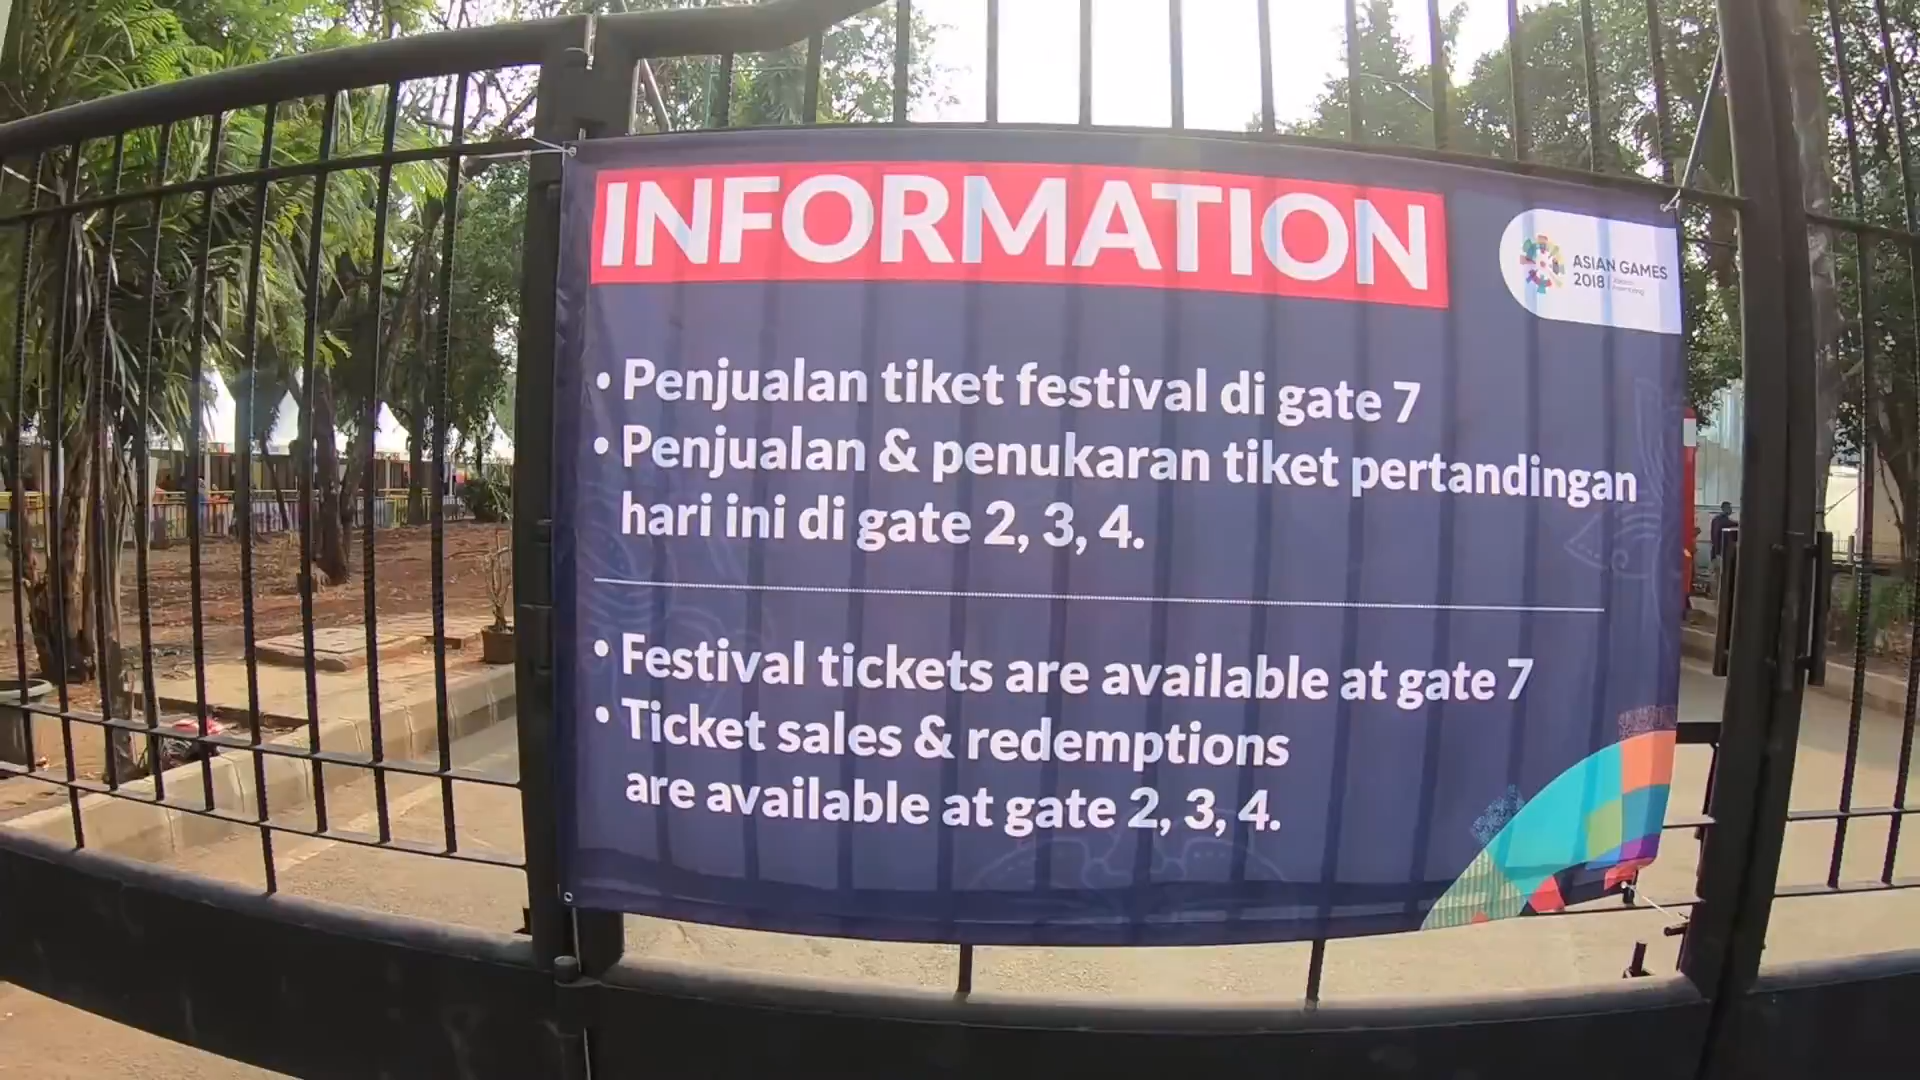 INFORMATION
ASIAN GAMES
2018
• Penjualan tiket festival di gate 7
• Penjualan & penukaran tiket pertandingan
hari ini di gate 2, 3, 4.
• Festival tickets are available at gate 7
• Ticket sales & redemptions
are available at gate 2, 3, 4.